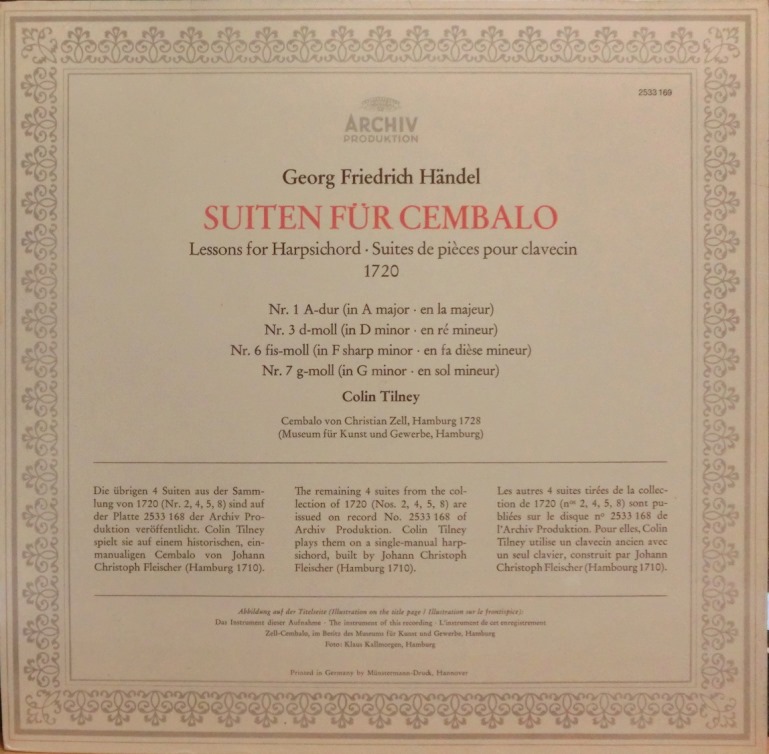 2533 169
ARCHIV
PRODUKTION
Georg Friedrich Händel
SUITEN FÜR CEMBALO
Lessons for Harpsichord · Suites de pièces pour clavecin
1720
Nr. 1 A-dur (in A major · en la majeur)
Nr. 3 d-moll (in D minor · en ré mineur)
Nr. 6 fis-moll (in F sharp minor · en fa dièse mineur)
Nr. 7 g-moll (in G minor · en sol mineur)
Colin Tilney
Cembalo von Christian Zell, Hamburg 1728
(Museum für Kunst und Gewerbe, Hamburg)
Die übrigen 4 Suiten aus der Samm-
lung von 1720 (Nr. 2, 4, 5, 8) sind auf
der Platte 2533 168 der Archiv Pro-
duktion veröffentlicht. Colin Tilney
spielt sie auf einem historischen, ein-
manualigen Cembalo von Johann
Christoph Fleischer (Hamburg 1710).
The remaining 4 suites from the col-
lection of 1720 (Nos. 2, 4, 5, 8) are
issued on record No. 2533 168 of
Archiv Produktion. Colin Tilney
plays them on a single-manual harp-
sichord, built by Johann Christoph
Fleischer (Hamburg 1710).
Les autres 4 suites tirées de la collec-
tion de 1720 (nos 2, 4, 5, 8) sont pu-
bliées sur le disque no 2533 168 de
l'Archiv Produktion. Pour elles, Colin
Tilney utilise un clavecin ancien avec
un seul clavier, construit par Johann
Christoph Fleischer (Hambourg 1710).
Abbildung auf der Titelseite (Illustration on the title page / Illustration sur le frontispice):
Das Instrument dieser Aufnahme · The instrument of this recording · L'instrument de cet enregistrement
Zell-Cembalo, im Besitz des Museums für Kunst und Gewerbe, Hamburg
Foto: Klaus Kallmorgen, Hamburg
Printed in Germany by Münstermann-Druck, Hannover